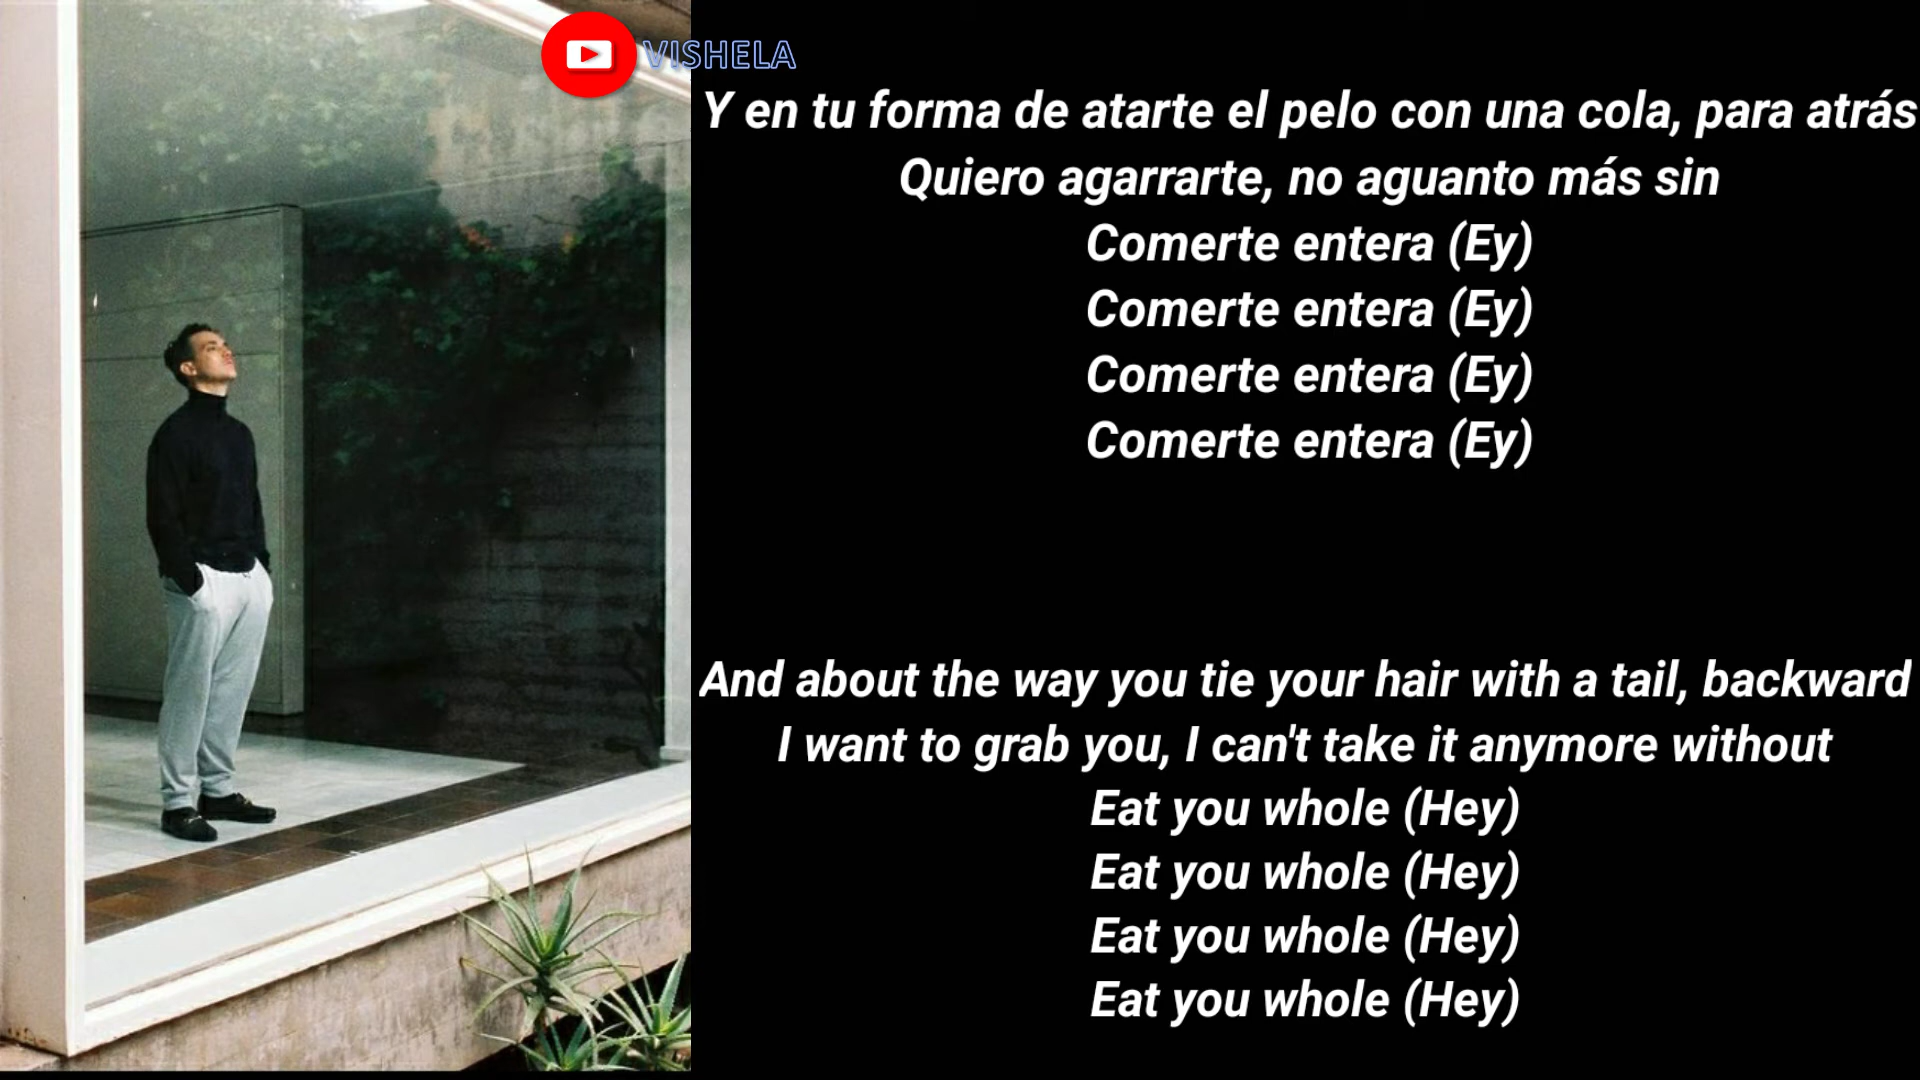 VISHELA
Y en tu forma de atarte el pelo con una cola, para atrás
Quiero agarrarte, no aguanto más sin
Comerte entera (Ey)
Comerte entera (Ey)
Comerte entera (Ey)
Comerte entera (Ey)
And about the way you tie your hair with a tail, backward
I want to grab you, I can't take it anymore without
Eat you whole (Hey)
Eat you whole (Hey)
Eat you whole (Hey)
Eat you whole (Hey)